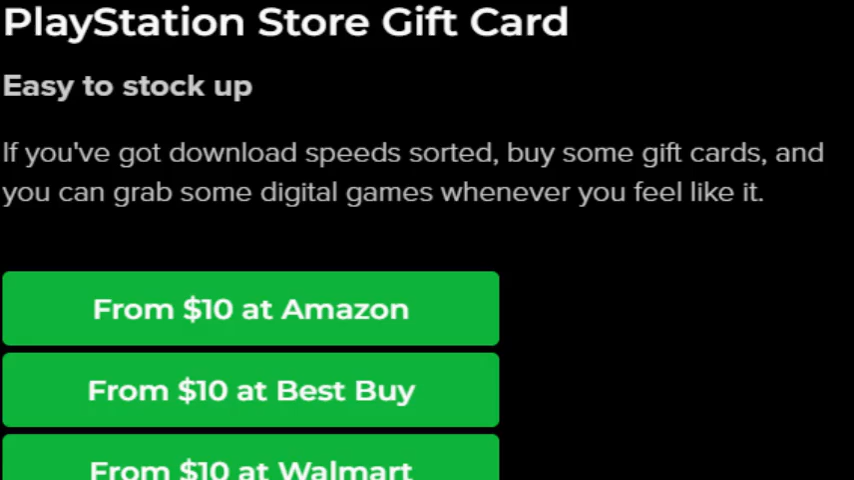 PlayStation Store Gift Card
Easy to stock up
If you've got download speeds sorted, buy some gift cards, and
you can grab some digital games whenever you feel like it.
From $10 at Amazon
From $10 at Best Buy
From $10 at Walmart